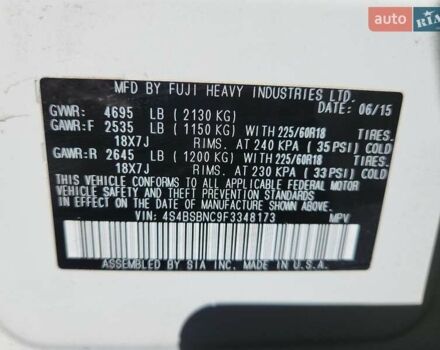 auto RIA
MFD BY FUJI HEAVY INDUSTRIES LTD.
GVWR: 4695 LB (2130 KG) DATE: 06/15
GAWR:F 2535 LB (1150 KG) WITH 225/60R18 TIRES.
18X7J RIMS. AT 240 KPA (35 PSI) COLD
GAWR:R 2645 LB (1200 KG) WITH 225/60R18 TIRES.
18X7J RIMS. AT 230 KPA (33 PSI) COLD
THIS VEHICLE CONFORMS TO ALL APPLICABLE FEDERAL MOTOR
VEHICLE SAFETY AND THEFT PREVENTION STANDARDS IN EFFECT
ON THE DATE OF MANUFACTURE SHOWN ABOVE.
VIN: 4S4BSBNC9F3348173 MPV
ASSEMBLED BY SIA INC. MADE IN U.S.A.